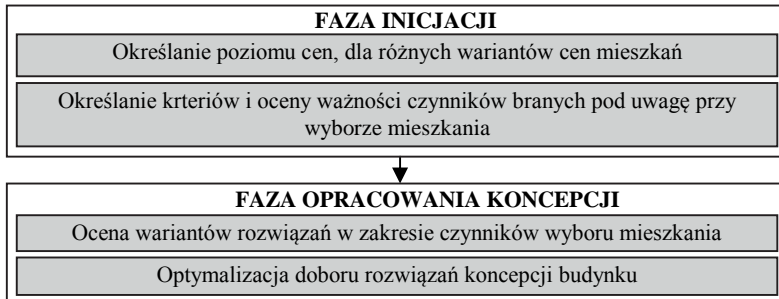 FAZA INICJACJI
Określanie poziomu cen, dla różnych wariantów cen mieszkań
Określanie krteriów i oceny ważności czynników branych pod uwagę przy
wyborze mieszkania
FAZA OPRACOWANIA KONCEPCJI
Ocena wariantów rozwiązań w zakresie czynników wyboru mieszkania
Optymalizacja doboru rozwiązań koncepcji budynku